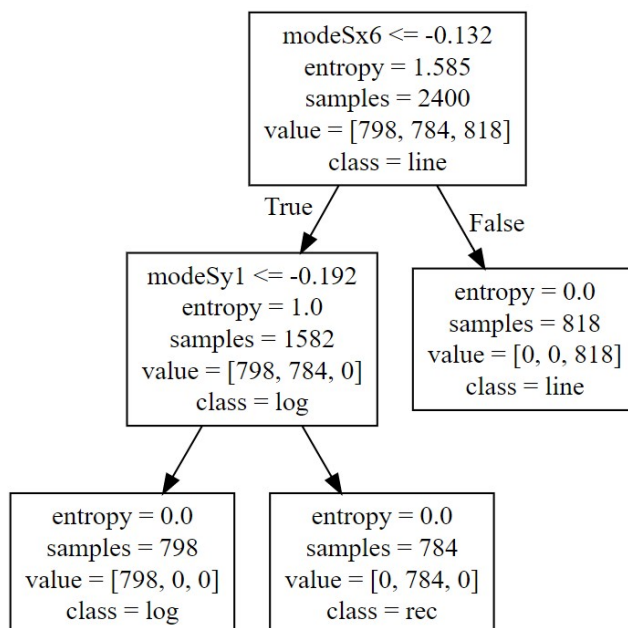 modeSx6 <= -0.132
entropy = 1.585
samples = 2400
value = [798, 784, 818]
class = line
True
False
modeSy1 <= -0.192
entropy = 1.0
samples = 1582
value = [798, 784, 0]
class = log
entropy = 0.0
samples = 818
value = [0, 0, 818]
class = line
entropy = 0.0
samples = 798
value = [798, 0, 0]
class = log
entropy = 0.0
samples = 784
value = [0, 784, 0]
class = rec